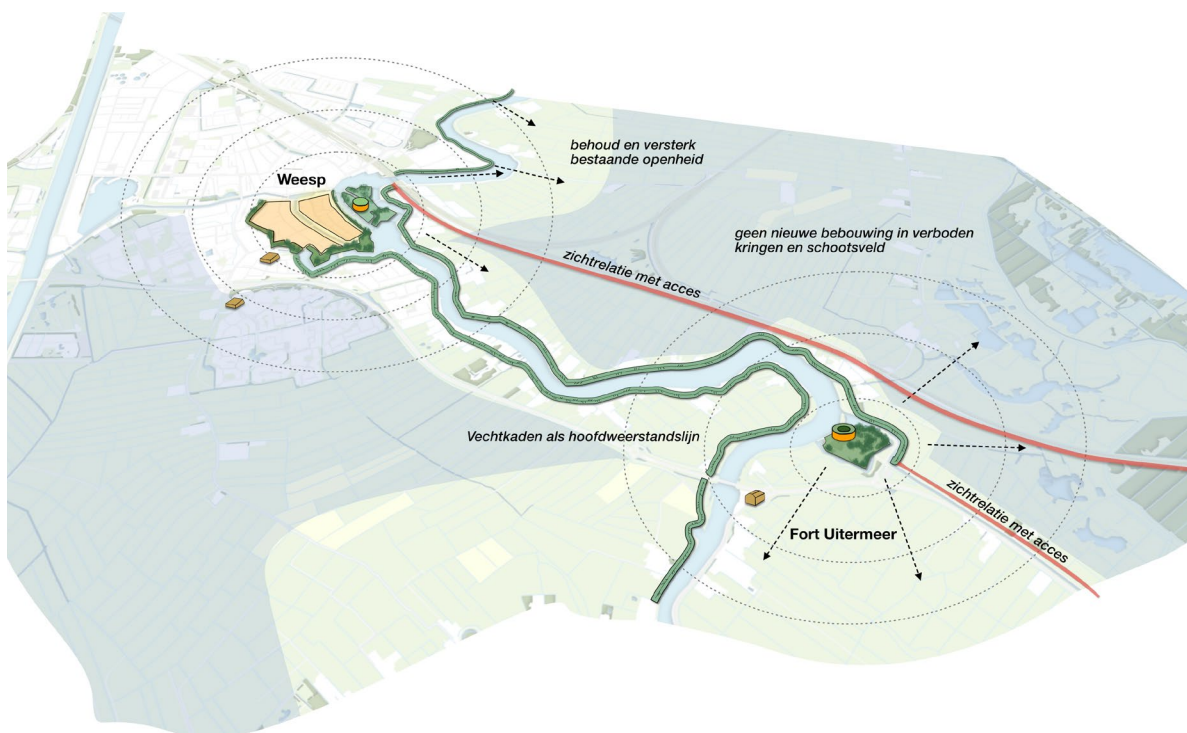 behoud en versterk
bestaande openheid
Weesp
geen nieuwe bebouwing in verboden
kringen en schootsveld
zichtrelatie met acces
Vechtkaden als hoofdweerstandslijn
zichtrelatie met acces
Fort Uitermeer